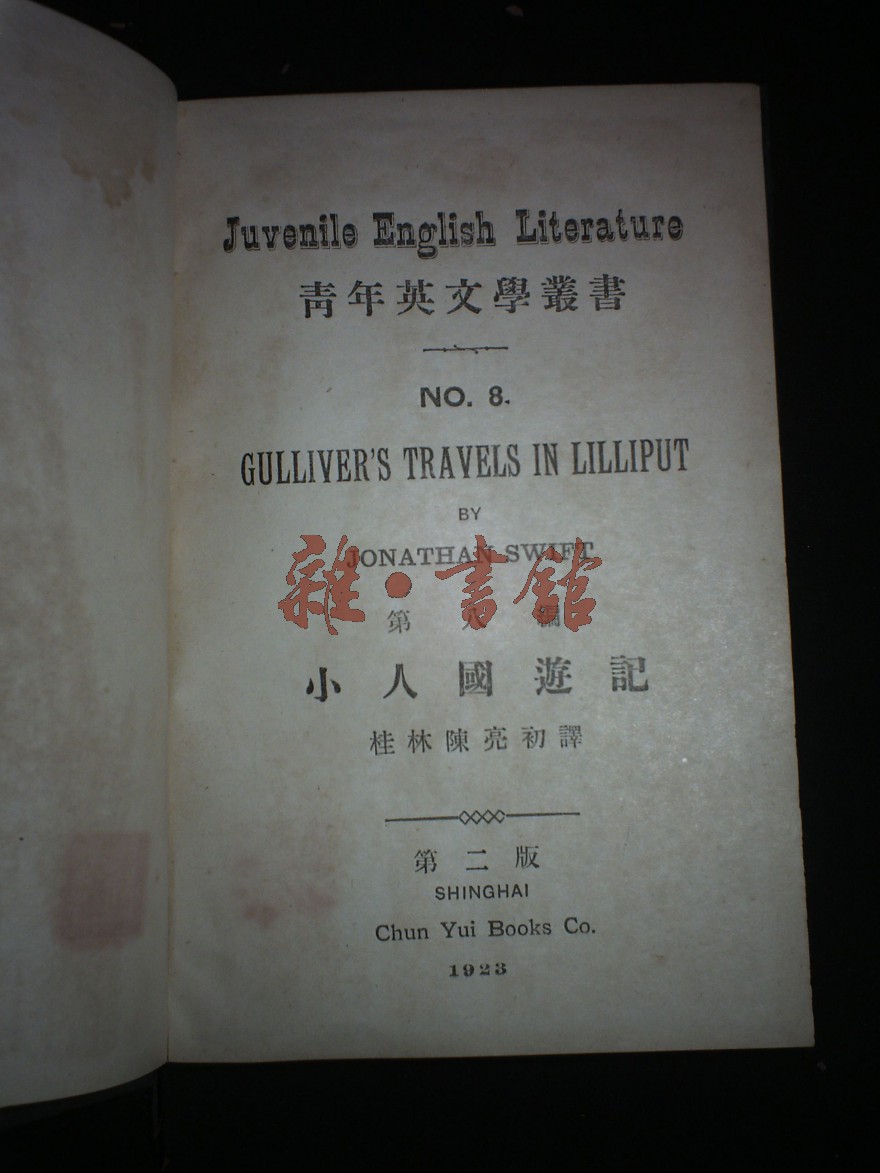 Juvenile English Literature
青年英文學叢書
NO. 8.
GULLIVER'S TRAVELS IN LILLIPUT
BY
JONATHAN SWIFT
雜·書館
第八編
小人國遊記
桂林陳亮初譯
第二版
SHINGHAI
Chun Yui Books Co.
1923